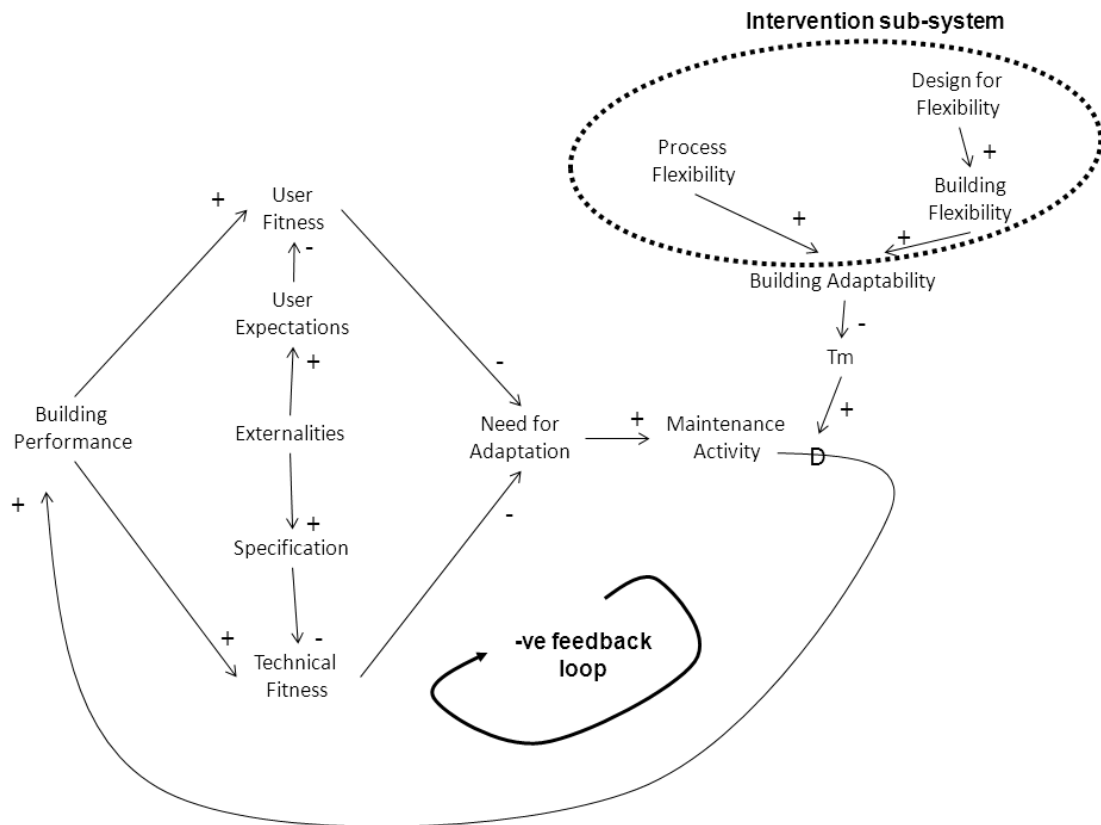 Intervention sub-system
Design for
Flexibility
+
Process
Flexibility
Building
Flexibility
+
+
Building Adaptability
-
Tm
+
User
Fitness
+
-
User
Expectations
+
-
Building
Performance
Externalities
Need for
Adaptation
+
Maintenance
Activity
D
+
+
-
Specification
-
+
Technical
Fitness
-ve feedback
loop